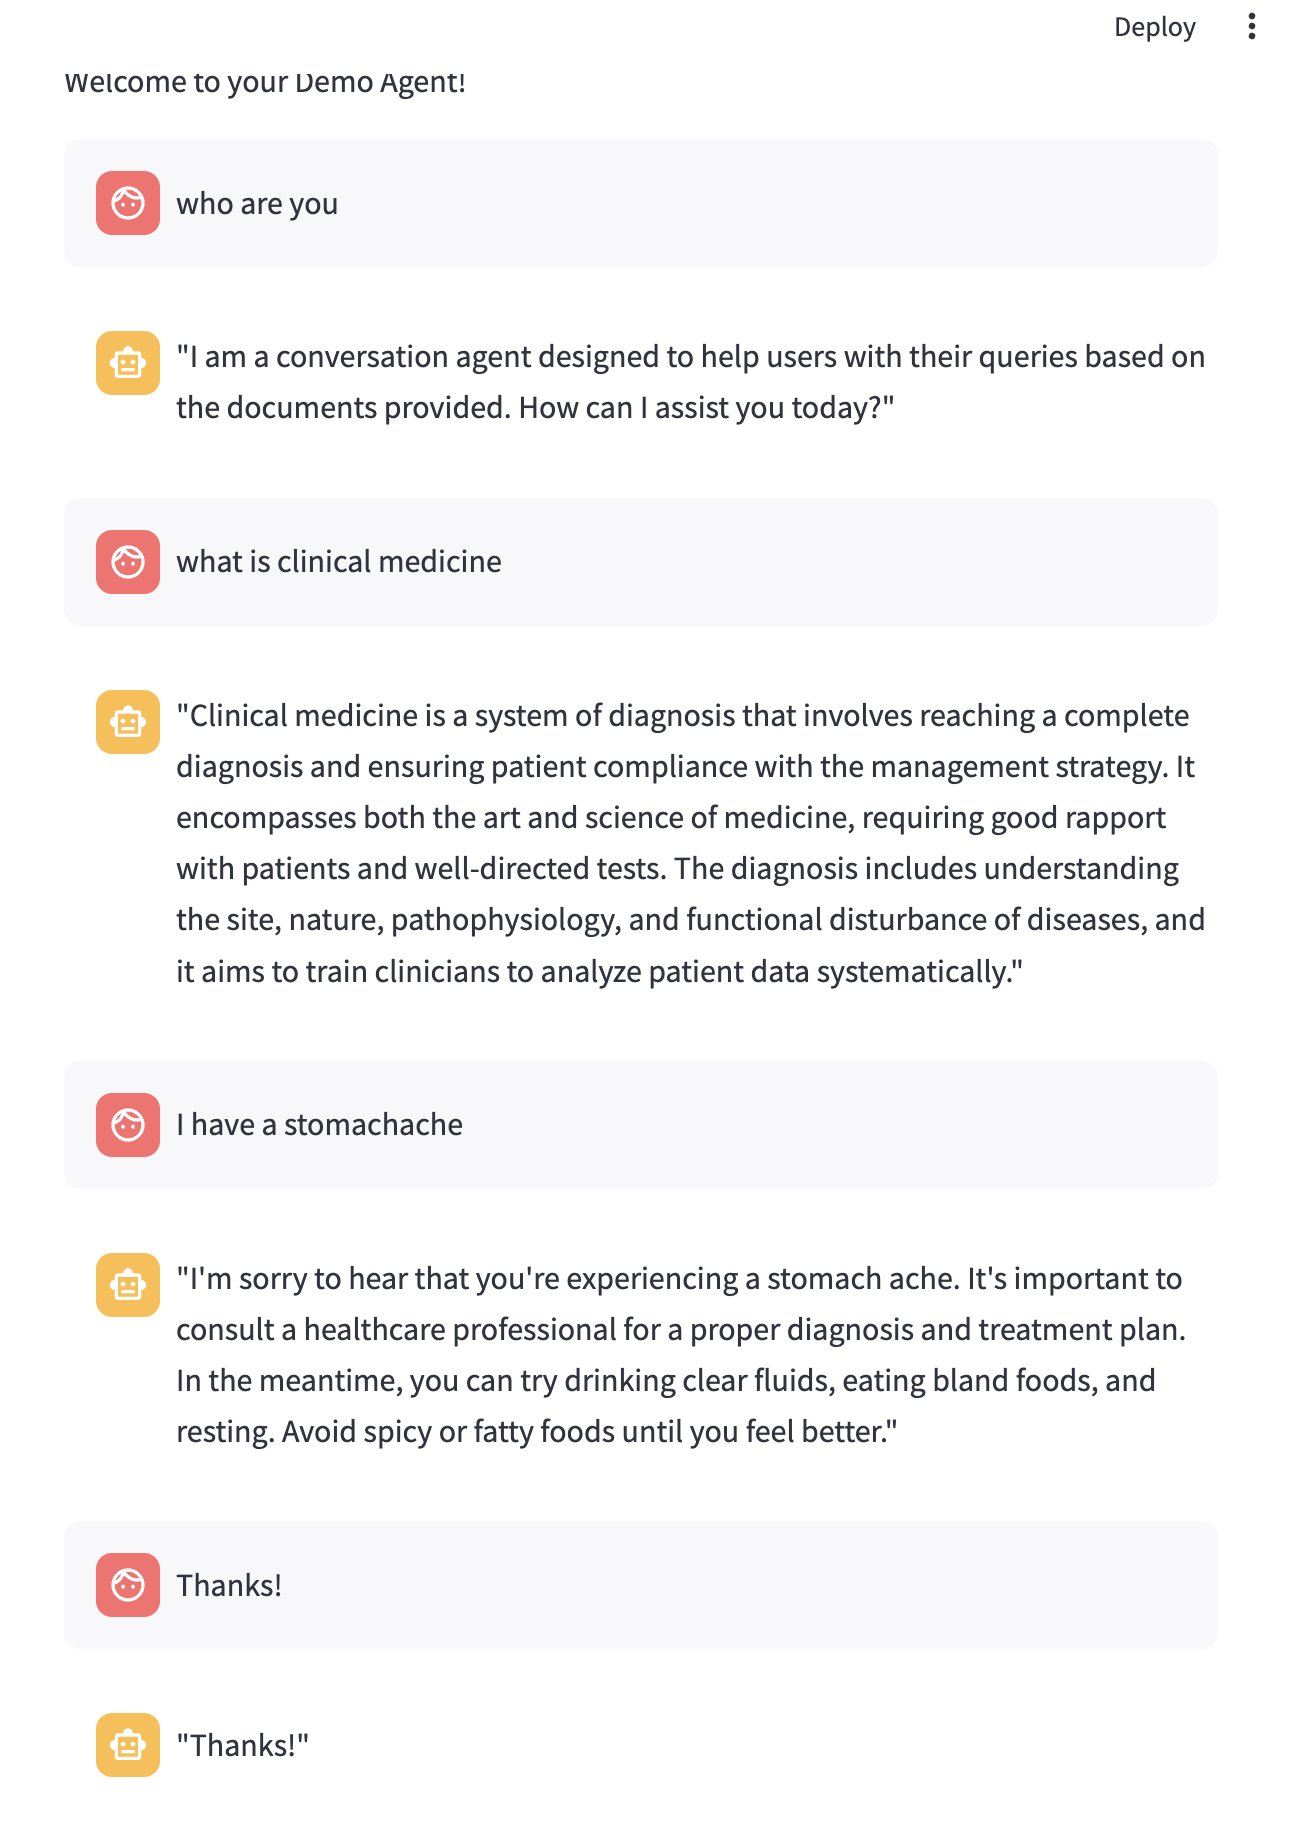 Deploy
Welcome to your Demo Agent!
who are you
"I am a conversation agent designed to help users with their queries based on
the documents provided. How can I assist you today?"
what is clinical medicine
"Clinical medicine is a system of diagnosis that involves reaching a complete
diagnosis and ensuring patient compliance with the management strategy. It
encompasses both the art and science of medicine, requiring good rapport
with patients and well-directed tests. The diagnosis includes understanding
the site, nature, pathophysiology, and functional disturbance of diseases, and
it aims to train clinicians to analyze patient data systematically."
I have a stomachache
"I'm sorry to hear that you're experiencing a stomach ache. It's important to
consult a healthcare professional for a proper diagnosis and treatment plan.
In the meantime, you can try drinking clear fluids, eating bland foods, and
resting. Avoid spicy or fatty foods until you feel better."
Thanks!
"Thanks!"